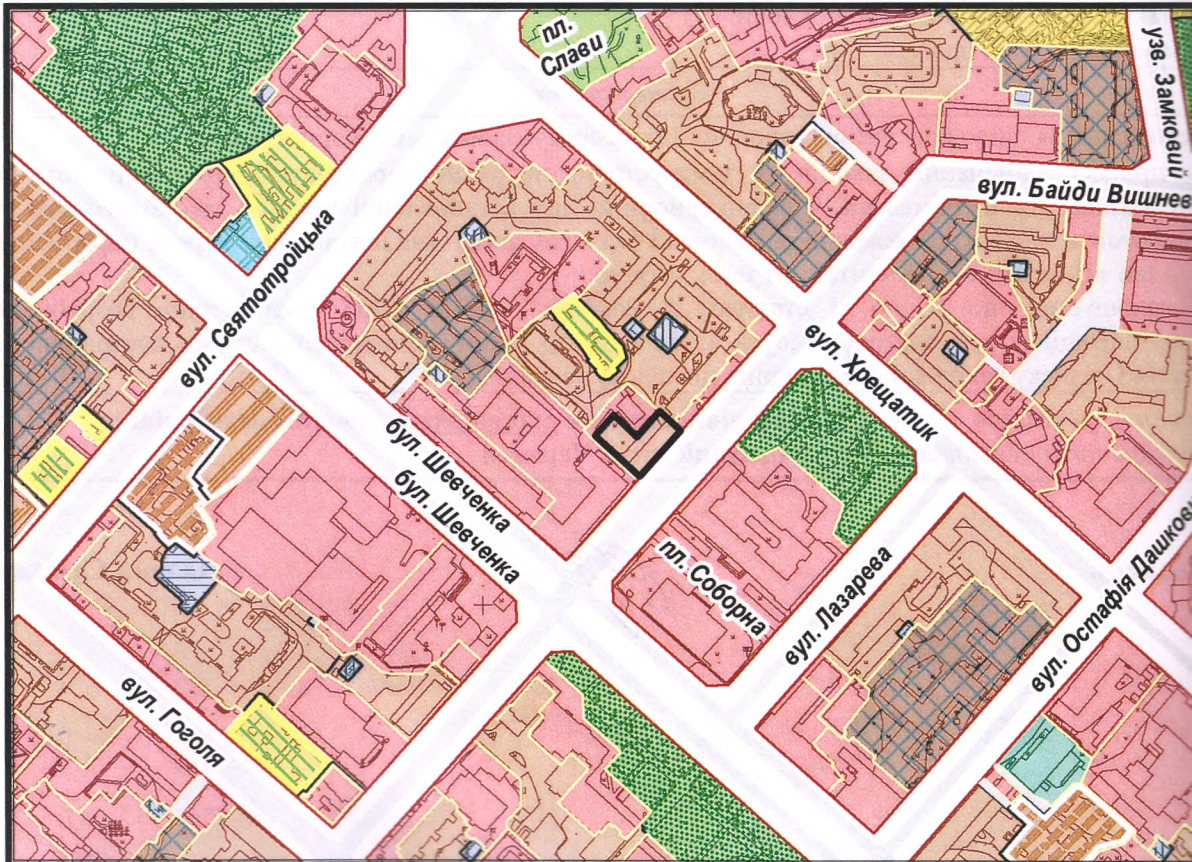 пл.
Слави
узв. Замковий
вул. Байди Вишнев
вул. Святотроїцька
вул. Хрещатик
бул. Шевченка
бул. Шевченка
пл. Соборна
вул. Лазарева
вул. Остафія Дашкови
вул. Гоголя